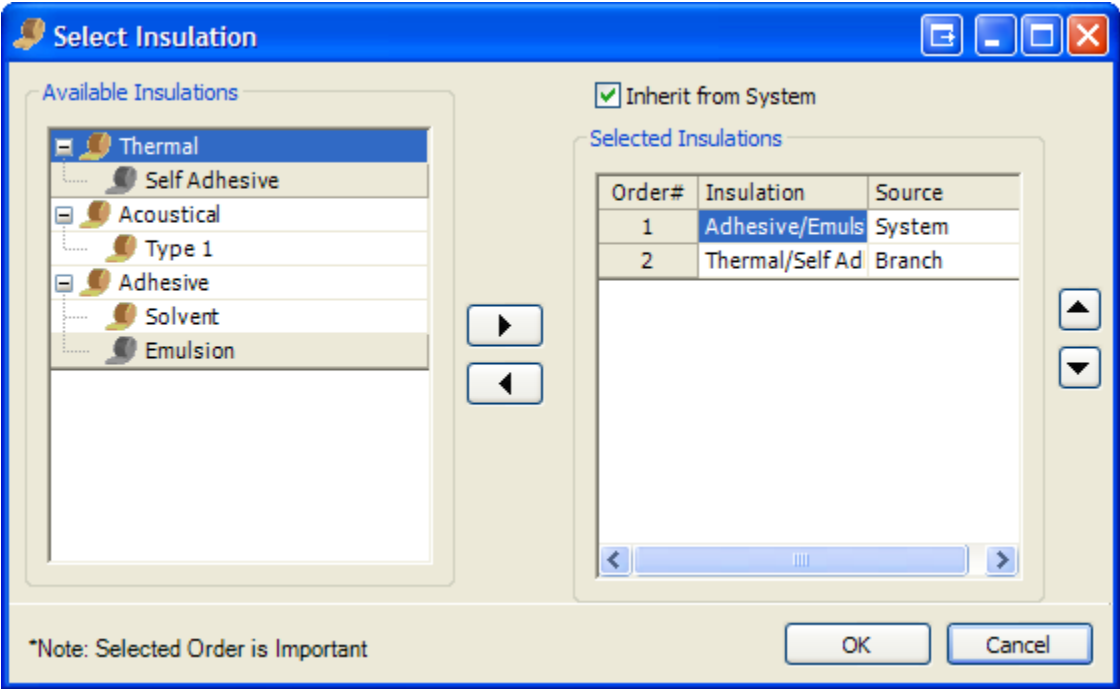 Select Insulation
Available Insulations
Thermal
Self Adhesive
Acoustical
Type 1
Adhesive
Solvent
Emulsion
Inherit from System
Selected Insulations
Order# Insulation Source
1 Adhesive/Emuls System
2 Thermal/Self Ad Branch
*Note: Selected Order is Important
OK Cancel